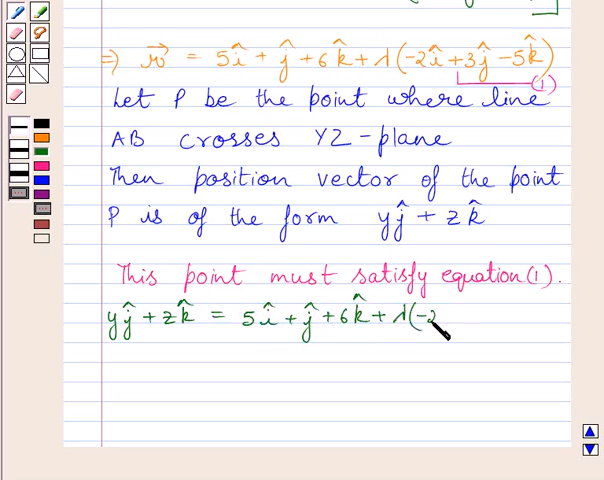 ⇒ r⃗ = 5î + ĵ + 6k̂ + λ(-2î + 3ĵ - 5k̂)
(1)
Let P be the point where line
AB crosses YZ-plane
Then position vector of the point
P is of the form yĵ + zk̂
This point must satisfy equation (1).
yĵ + zk̂ = 5î + ĵ + 6k̂ + λ(-2